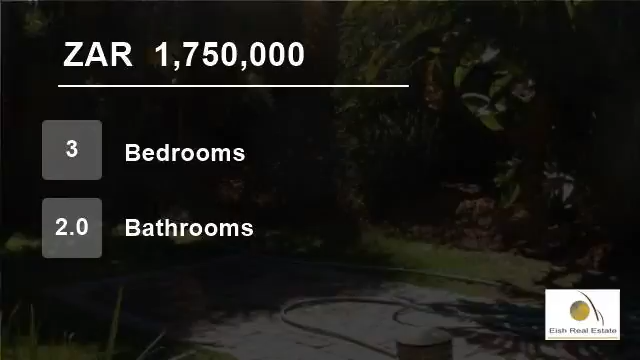 ZAR 1,750,000
3 Bedrooms
2.0 Bathrooms
Eish Real Estate